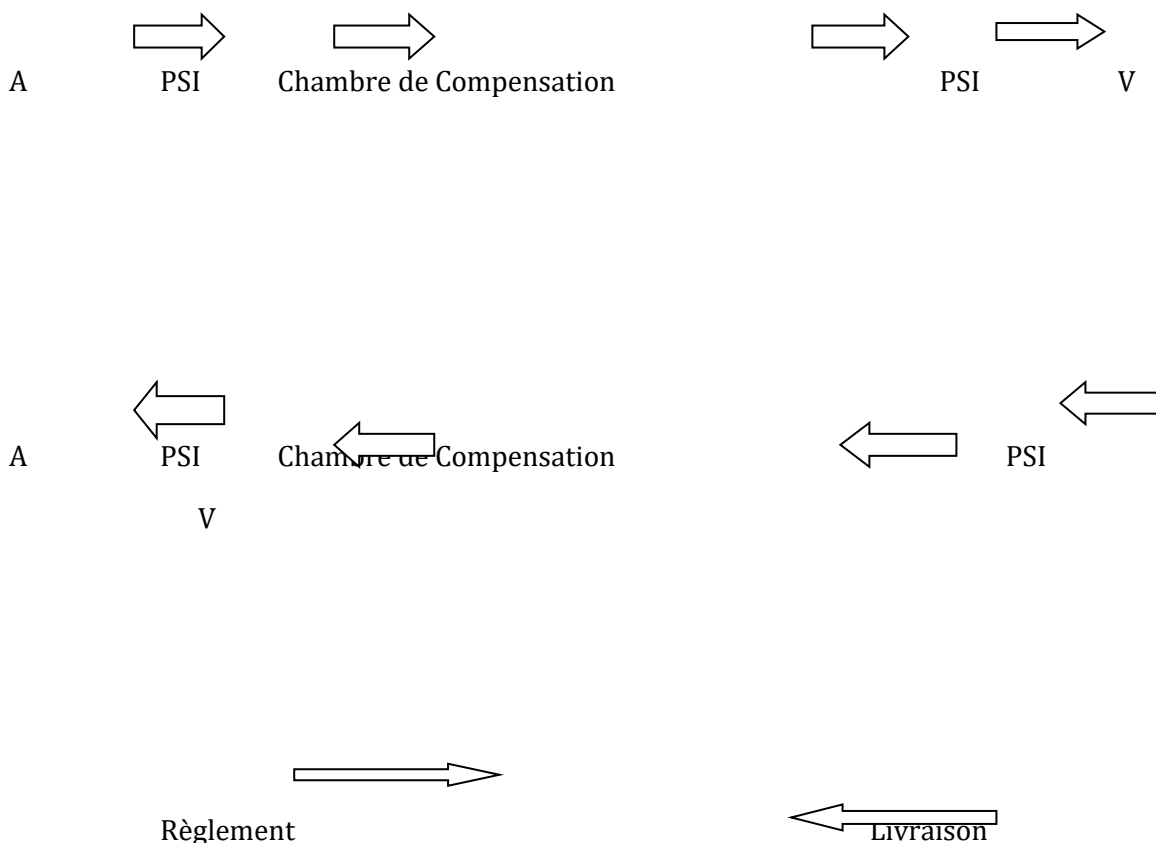 A PSI Chambre de Compensation PSI V
A PSI Chambre de Compensation PSI
V
Règlement Livraison